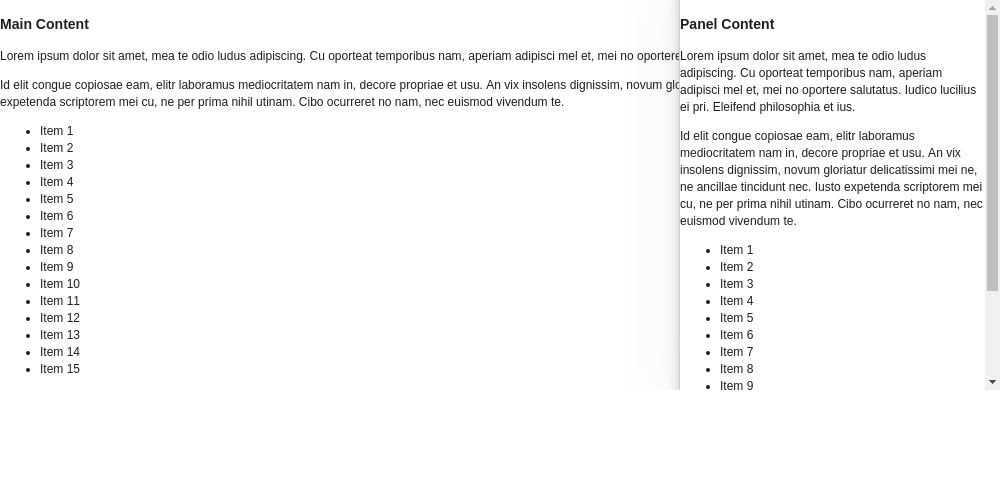 Main Content
Lorem ipsum dolor sit amet, mea te odio ludus adipiscing. Cu oporteat temporibus nam, aperiam adipisci mel et, mei no oportere
Id elit congue copiosae eam, elitr laboramus mediocritatem nam in, decore propriae et usu. An vix insolens dignissim, novum
expetenda scriptorem mei cu, ne per prima nihil utinam. Cibo ocurreret no nam, nec euismod vivendum te.
Item 1
Item 2
Item 3
Item 4
Item 5
Item 6
Item 7
Item 8
Item 9
Item 10
Item 11
Item 12
Item 13
Item 14
Item 15
Panel Content
Lorem ipsum dolor sit amet, mea te odio ludus
adipiscing. Cu oporteat temporibus nam, aperiam
adipisci mel et, mei no oportere salutatus. Iudico lucilius
ei pri. Eleifend philosophia et ius.
Id elit congue copiosae eam, elitr laboramus
mediocritatem nam in, decore propriae et usu. An vix
insolens dignissim, novum gloriatur delicatissimi mei ne,
ne ancillae tincidunt nec. Iusto expetenda scriptorem mei
cu, ne per prima nihil utinam. Cibo ocurreret no nam, nec
euismod vivendum te.
Item 1
Item 2
Item 3
Item 4
Item 5
Item 6
Item 7
Item 8
Item 9